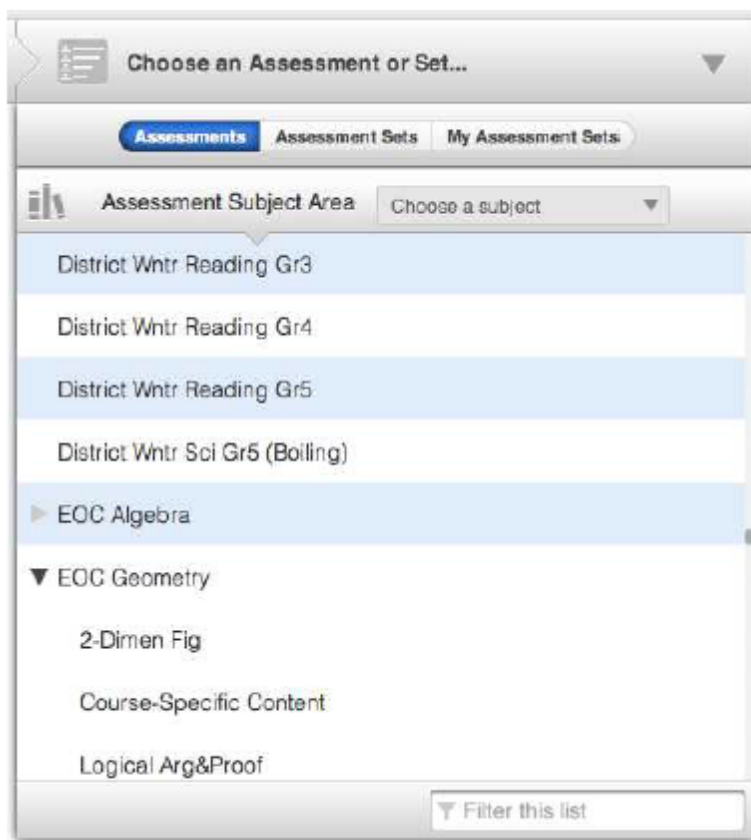 Choose an Assessment or Set...
Assessments Assessment Sets My Assessment Sets
Assessment Subject Area Choose a subject
District Wntr Reading Gr3
District Wntr Reading Gr4
District Wntr Reading Gr5
District Wntr Sci Gr5 (Boiling)
EOC Algebra
EOC Geometry
2-Dimen Fig
Course-Specific Content
Logical Arg&Proof
Filter this list